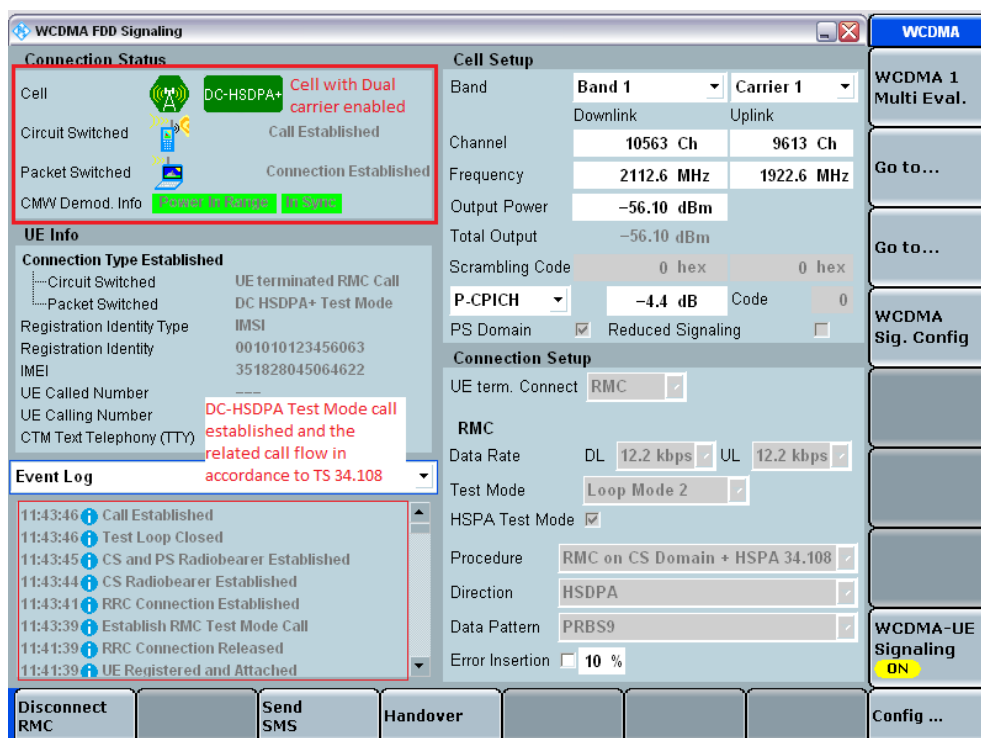 WCDMA FDD Signaling
WCDMA
Connection Status
Cell
DC-HSDPA+
Cell with Dual
carrier enabled
Circuit Switched
Call Established
Packet Switched
Connection Established
CMW Demod. Info
Power In Range
In Sync
UE Info
Connection Type Established
Circuit Switched
UE terminated RMC Call
Packet Switched
DC HSDPA+ Test Mode
Registration Identity Type
IMSI
Registration Identity
001010123456063
IMEI
351828045064622
UE Called Number
---
UE Calling Number
CTM Text Telephony (TTY)
DC-HSDPA Test Mode call
established and the
related call flow in
accordance to TS 34.108
Event Log
11:43:46 Call Established
11:43:46 Test Loop Closed
11:43:45 CS and PS Radiobearer Established
11:43:44 CS Radiobearer Established
11:43:41 RRC Connection Established
11:43:39 Establish RMC Test Mode Call
11:41:39 RRC Connection Released
11:41:39 UE Registered and Attached
Cell Setup
Band
Band 1
Carrier 1
Downlink
Uplink
Channel
10563 Ch
9613 Ch
Frequency
2112.6 MHz
1922.6 MHz
Output Power
-56.10 dBm
Total Output
-56.10 dBm
Scrambling Code
0 hex
0 hex
P-CPICH
-4.4 dB
Code
0
PS Domain
Reduced Signaling
Connection Setup
UE term. Connect
RMC
RMC
Data Rate
DL
12.2 kbps
UL
12.2 kbps
Test Mode
Loop Mode 2
HSPA Test Mode
Procedure
RMC on CS Domain + HSPA 34.108
Direction
HSDPA
Data Pattern
PRBS9
Error Insertion
10 %
WCDMA 1
Multi Eval.
Go to...
Go to...
WCDMA
Sig. Config
WCDMA-UE
Signaling
ON
Disconnect
RMC
Send
SMS
Handover
Config ...